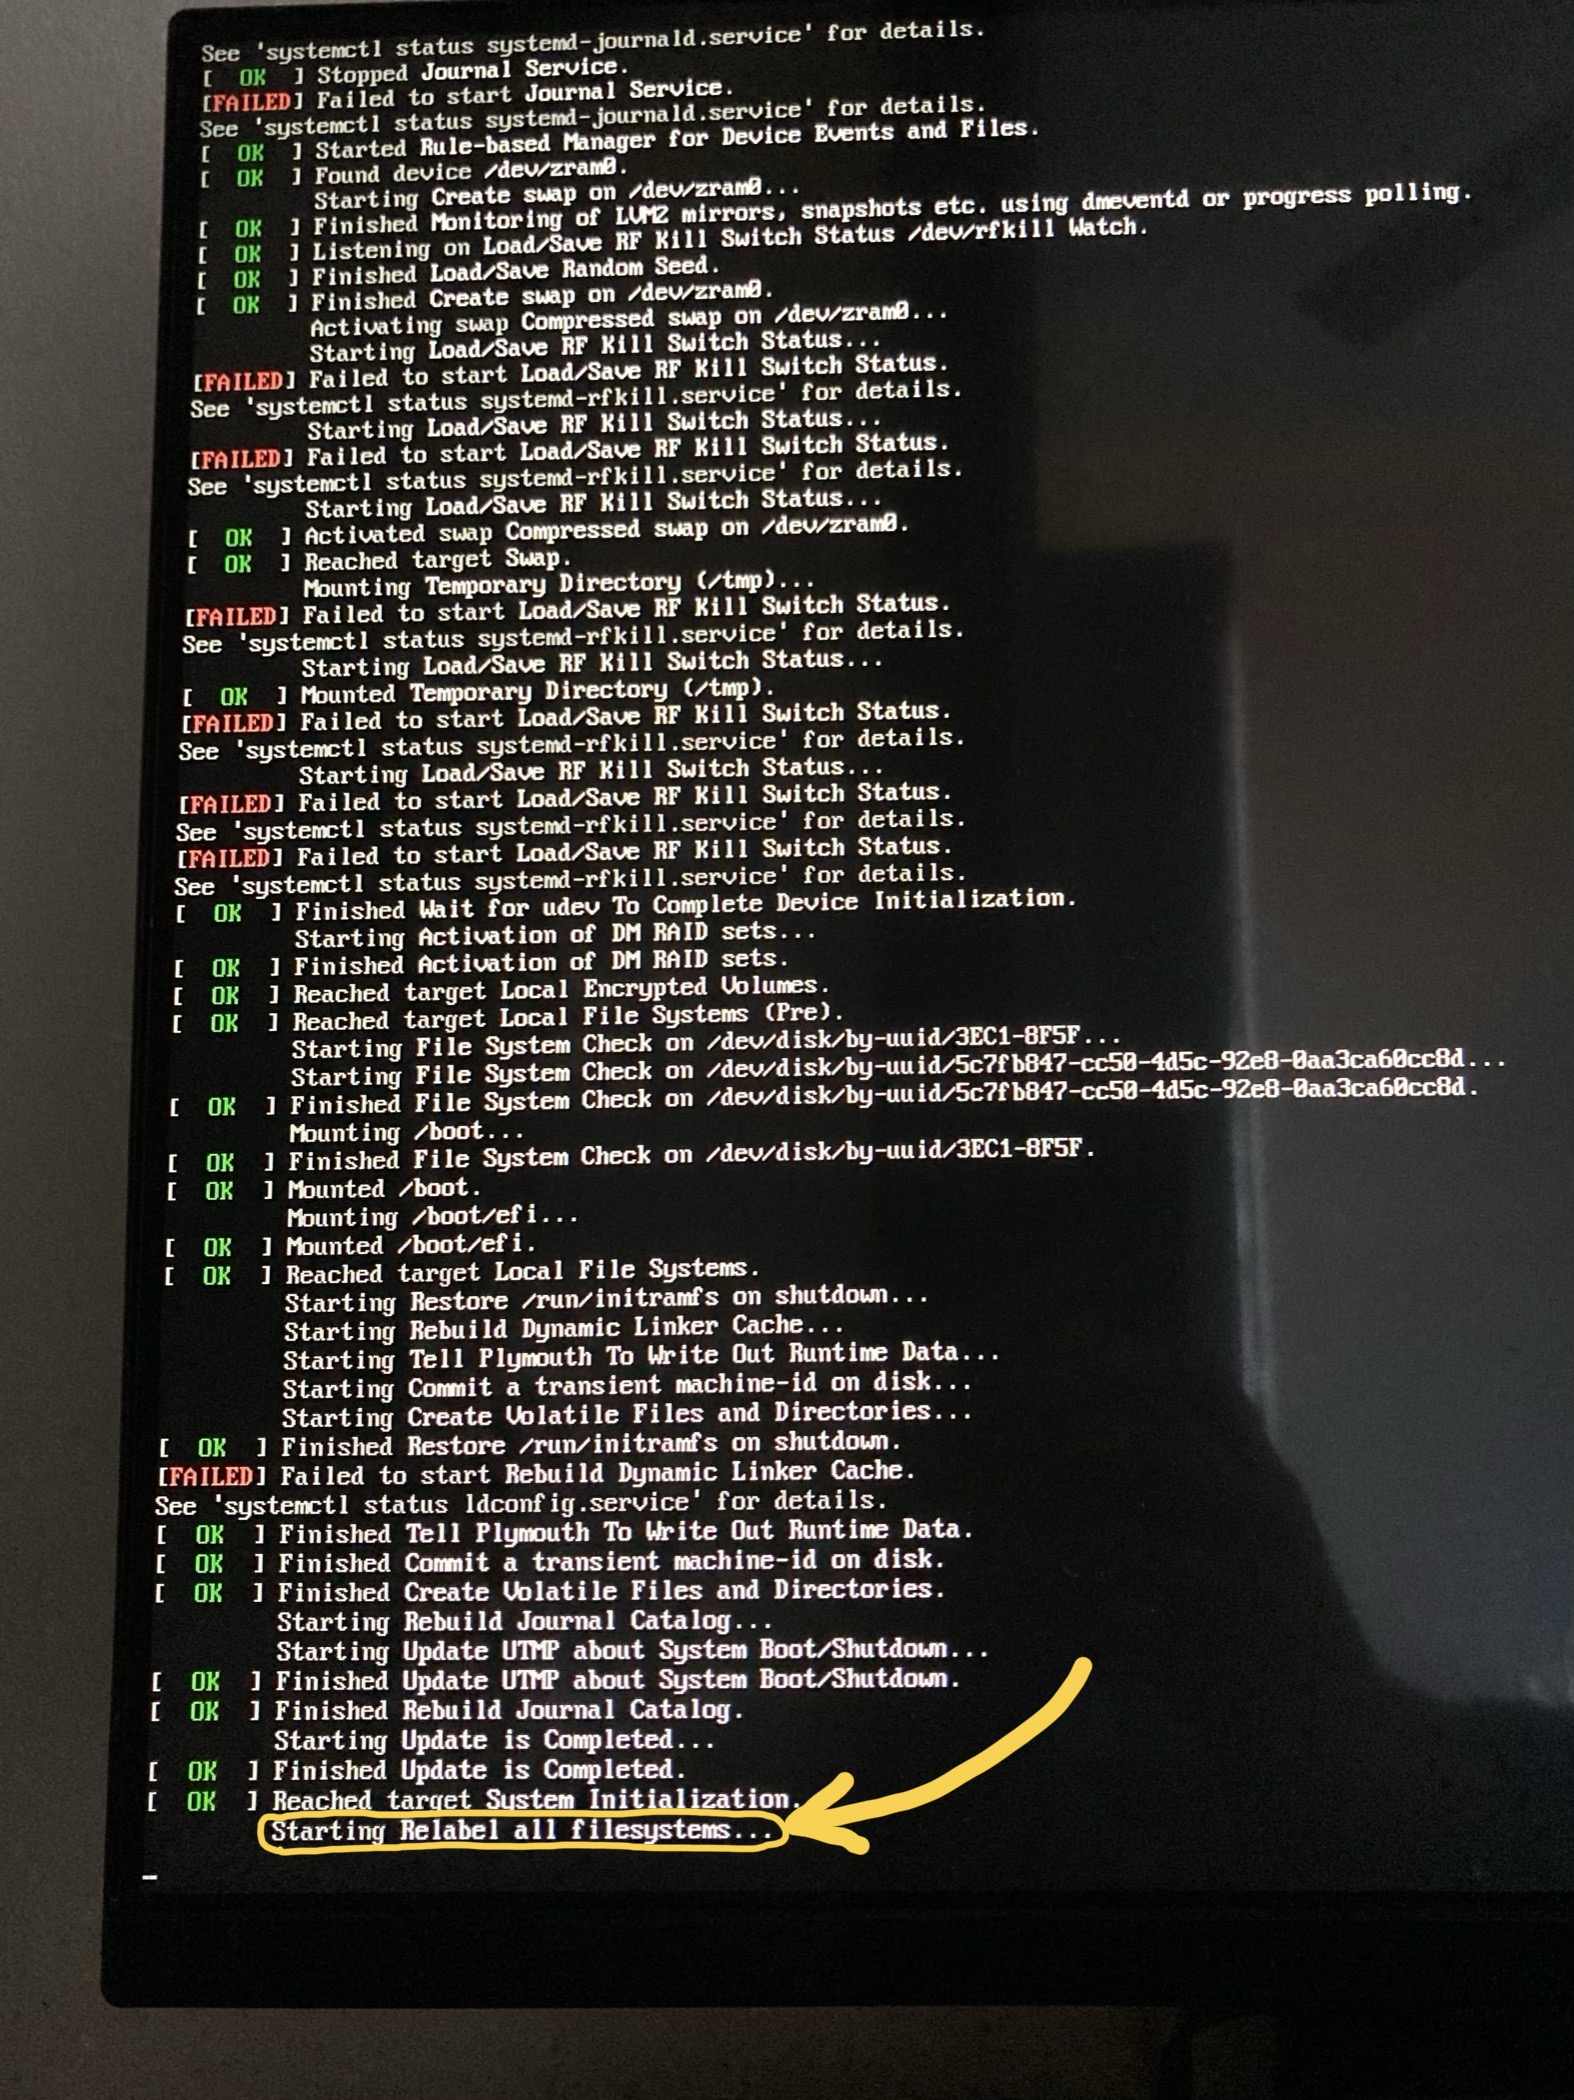 See 'systemctl status systemd-journald.service' for details.
[  OK  ] Stopped Journal Service.
[FAILED] Failed to start Journal Service.
See 'systemctl status systemd-journald.service' for details.
[  OK  ] Started Rule-based Manager for Device Events and Files.
[  OK  ] Found device /dev/zram0.
Starting Create swap on /dev/zram0...
[  OK  ] Finished Monitoring of LVM2 mirrors, snapshots etc. using dmeventd or progress polling.
[  OK  ] Listening on Load/Save RF Kill Switch Status /dev/rfkill Watch.
[  OK  ] Finished Load/Save Random Seed.
[  OK  ] Finished Create swap on /dev/zram0.
Activating swap Compressed swap on /dev/zram0...
Starting Load/Save RF Kill Switch Status...
[FAILED] Failed to start Load/Save RF Kill Switch Status.
See 'systemctl status systemd-rfkill.service' for details.
Starting Load/Save RF Kill Switch Status...
[FAILED] Failed to start Load/Save RF Kill Switch Status.
See 'systemctl status systemd-rfkill.service' for details.
Starting Load/Save RF Kill Switch Status...
[  OK  ] Activated swap Compressed swap on /dev/zram0.
[  OK  ] Reached target Swap.
Mounting Temporary Directory (/tmp)...
[FAILED] Failed to start Load/Save RF Kill Switch Status.
See 'systemctl status systemd-rfkill.service' for details.
Starting Load/Save RF Kill Switch Status...
[  OK  ] Mounted Temporary Directory (/tmp).
[FAILED] Failed to start Load/Save RF Kill Switch Status.
See 'systemctl status systemd-rfkill.service' for details.
Starting Load/Save RF Kill Switch Status...
[FAILED] Failed to start Load/Save RF Kill Switch Status.
See 'systemctl status systemd-rfkill.service' for details.
[FAILED] Failed to start Load/Save RF Kill Switch Status.
See 'systemctl status systemd-rfkill.service' for details.
[  OK  ] Finished Wait for udev To Complete Device Initialization.
Starting Activation of DM RAID sets...
[  OK  ] Finished Activation of DM RAID sets.
[  OK  ] Reached target Local Encrypted Volumes.
[  OK  ] Reached target Local File Systems (Pre).
Starting File System Check on /dev/disk/by-uuid/3EC1-8F5F...
Starting File System Check on /dev/disk/by-uuid/5c7fb847-cc50-4d5c-92e8-0aa3ca60cc8d...
[  OK  ] Finished File System Check on /dev/disk/by-uuid/5c7fb847-cc50-4d5c-92e8-0aa3ca60cc8d.
Mounting /boot...
[  OK  ] Finished File System Check on /dev/disk/by-uuid/3EC1-8F5F.
[  OK  ] Mounted /boot.
Mounting /boot/efi...
[  OK  ] Mounted /boot/efi.
[  OK  ] Reached target Local File Systems.
Starting Restore /run/initramfs on shutdown...
Starting Rebuild Dynamic Linker Cache...
Starting Tell Plymouth To Write Out Runtime Data...
Starting Commit a transient machine-id on disk...
Starting Create Volatile Files and Directories...
[  OK  ] Finished Restore /run/initramfs on shutdown.
[FAILED] Failed to start Rebuild Dynamic Linker Cache.
See 'systemctl status ldconfig.service' for details.
[  OK  ] Finished Tell Plymouth To Write Out Runtime Data.
[  OK  ] Finished Commit a transient machine-id on disk.
[  OK  ] Finished Create Volatile Files and Directories.
Starting Rebuild Journal Catalog...
Starting Update UTMP about System Boot/Shutdown...
[  OK  ] Finished Update UTMP about System Boot/Shutdown.
[  OK  ] Finished Rebuild Journal Catalog.
Starting Update is Completed...
[  OK  ] Finished Update is Completed.
[  OK  ] Reached target System Initialization.
Starting Relabel all filesystems...